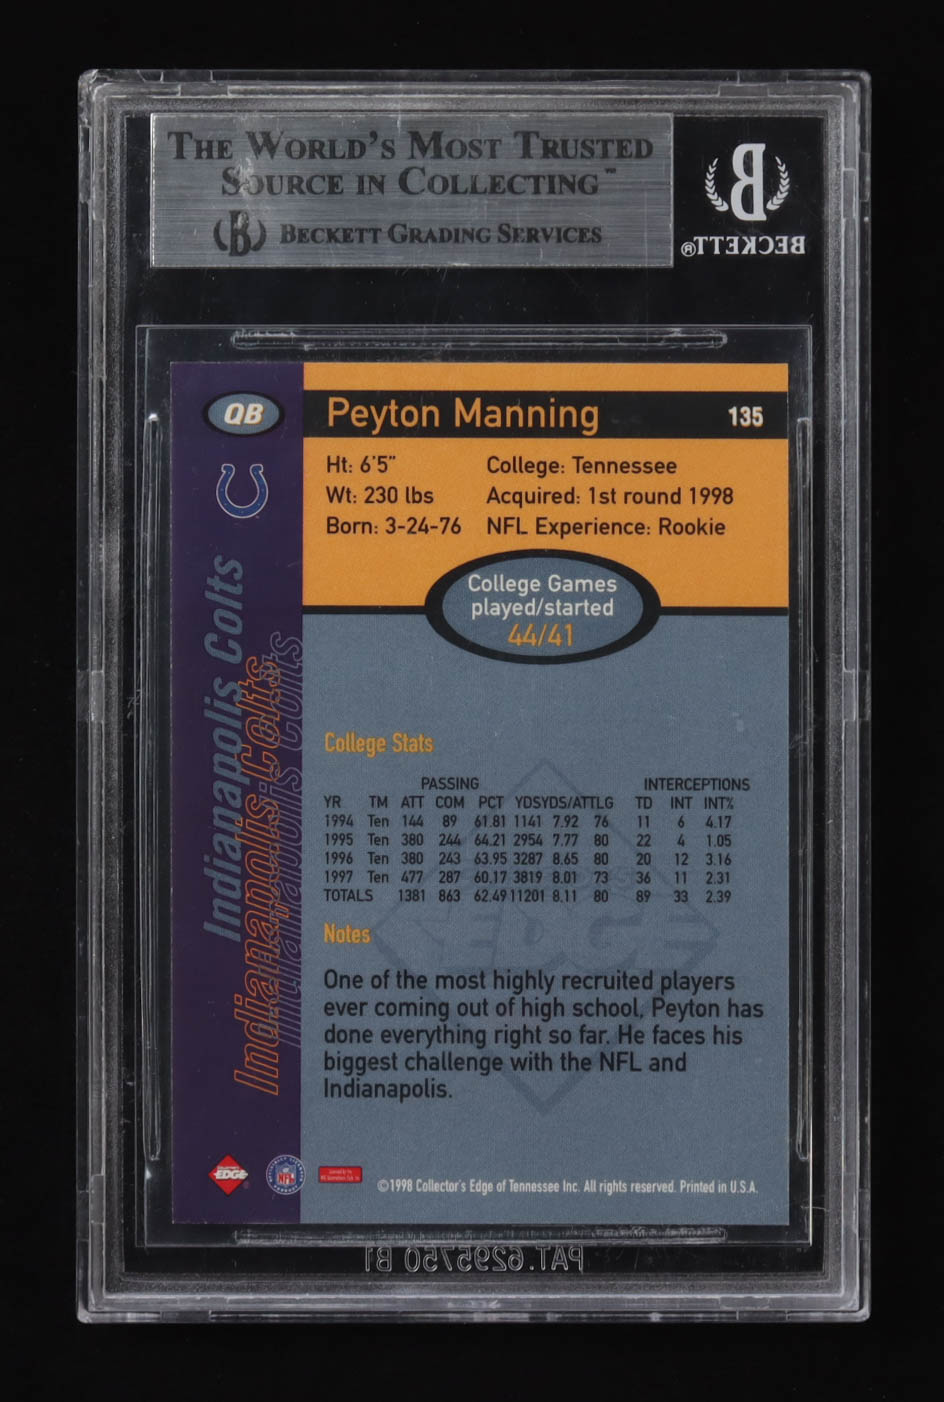 THE WORLD'S MOST TRUSTED
SOURCE IN COLLECTING™
B BECKETT GRADING SERVICES
B
BECKETT®
QB
Peyton Manning 135
Ht: 6'5" College: Tennessee
Wt: 230 lbs Acquired: 1st round 1998
Born: 3-24-76 NFL Experience: Rookie
College Games
played/started
44/41
Indianapolis Colts
Indianapolis Colts
Indianapolis Colts
College Stats
PASSING INTERCEPTIONS
YR TM ATT COM PCT YDS YDS/ATT LG TD INT INT%
1994 Ten 144 89 61.81 1141 7.92 76 11 6 4.17
1995 Ten 380 244 64.21 2954 7.77 80 22 4 1.05
1996 Ten 380 243 63.95 3287 8.65 80 20 12 3.16
1997 Ten 477 287 60.17 3819 8.01 73 36 11 2.31
TOTALS 1381 863 62.49 11201 8.11 80 89 33 2.39
EDGE
Notes
One of the most highly recruited players
ever coming out of high school, Peyton has
done everything right so far. He faces his
biggest challenge with the NFL and
Indianapolis.
EDGE
NFL
©1998 Collector's Edge of Tennessee Inc. All rights reserved. Printed in U.S.A.
PAT.6295750 B1